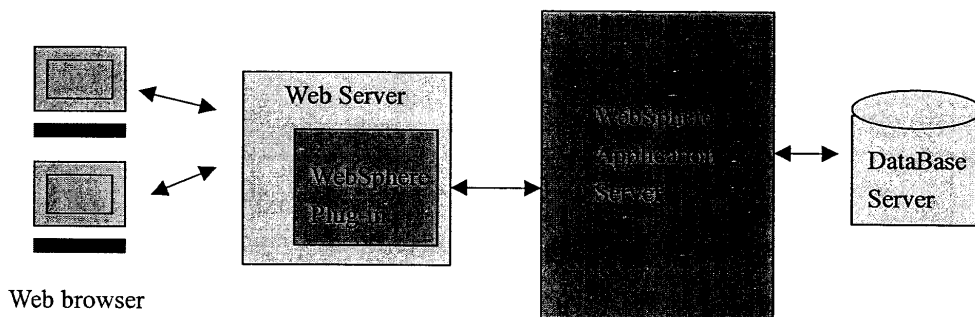 Web Server
WebSphere
Plug-in
WebSphere
Application
Server
DataBase
Server
Web browser